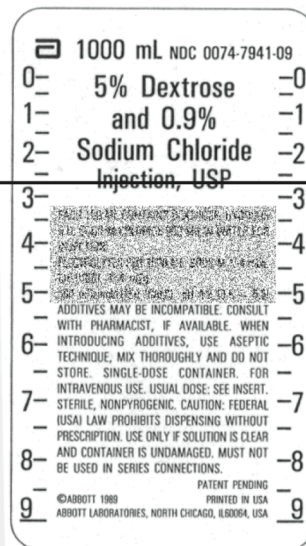 1000 mL NDC 0074-7941-09
0 0
5% Dextrose
1 1
and 0.9%
2 2
Sodium Chloride
Injection, USP
3 3
4 4
5 5
ADDITIVES MAY BE INCOMPATIBLE. CONSULT
WITH PHARMACIST, IF AVAILABLE. WHEN
INTRODUCING ADDITIVES, USE ASEPTIC
6 6
TECHNIQUE, MIX THOROUGHLY AND DO NOT
STORE. SINGLE-DOSE CONTAINER. FOR
INTRAVENOUS USE. USUAL DOSE: SEE INSERT.
7 7
STERILE, NONPYROGENIC. CAUTION: FEDERAL
(USA) LAW PROHIBITS DISPENSING WITHOUT
PRESCRIPTION. USE ONLY IF SOLUTION IS CLEAR
8 8
AND CONTAINER IS UNDAMAGED. MUST NOT
BE USED IN SERIES CONNECTIONS.
PATENT PENDING
9 9
©ABBOTT 1989 PRINTED IN USA
ABBOTT LABORATORIES, NORTH CHICAGO, IL60064, USA